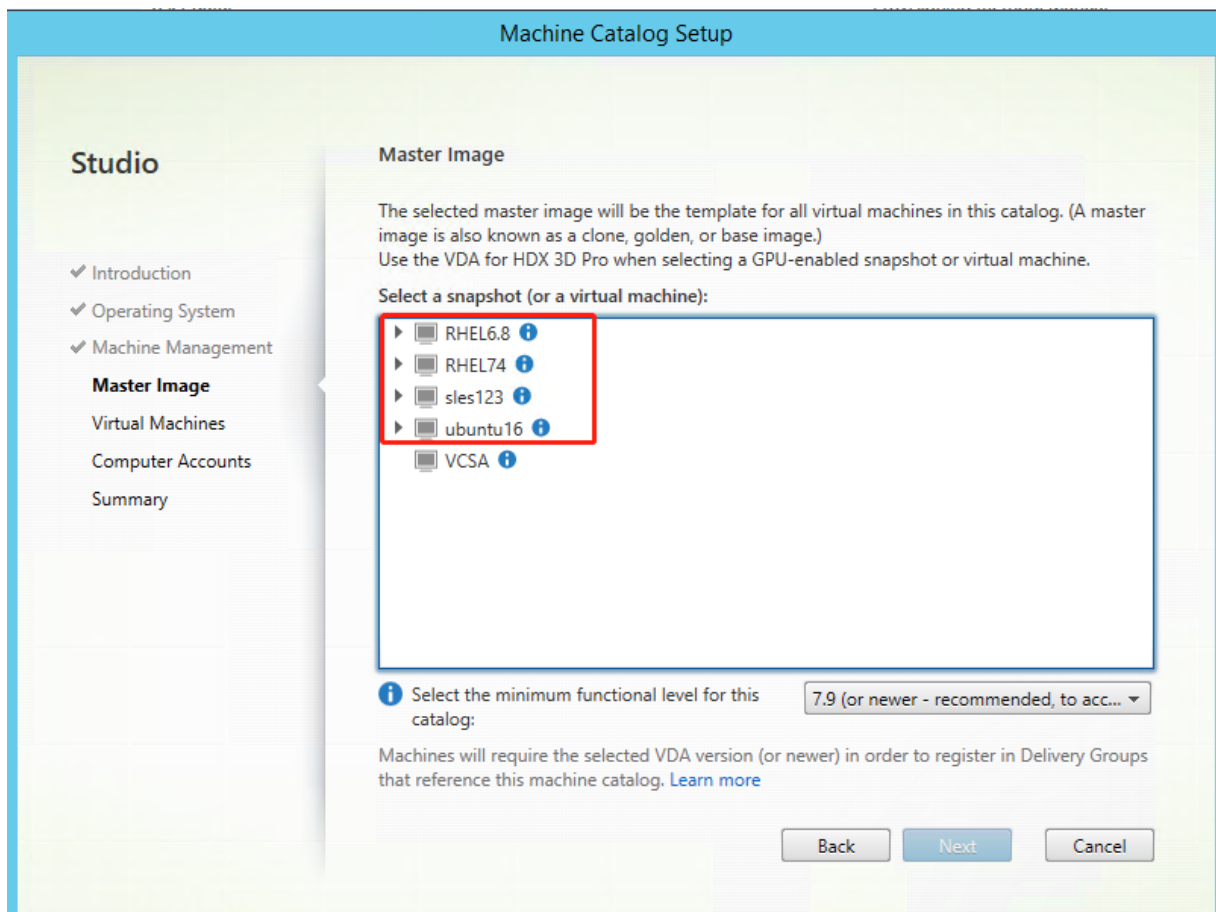 Machine Catalog Setup
Studio
Introduction
Operating System
Machine Management
Master Image
Virtual Machines
Computer Accounts
Summary
Master Image
The selected master image will be the template for all virtual machines in this catalog. (A master
image is also known as a clone, golden, or base image.)
Use the VDA for HDX 3D Pro when selecting a GPU-enabled snapshot or virtual machine.
Select a snapshot (or a virtual machine):
RHEL6.8
RHEL74
sles123
ubuntu16
VCSA
Select the minimum functional level for this
catalog:
7.9 (or newer - recommended, to acc...
Machines will require the selected VDA version (or newer) in order to register in Delivery Groups
that reference this machine catalog. Learn more
Back
Next
Cancel